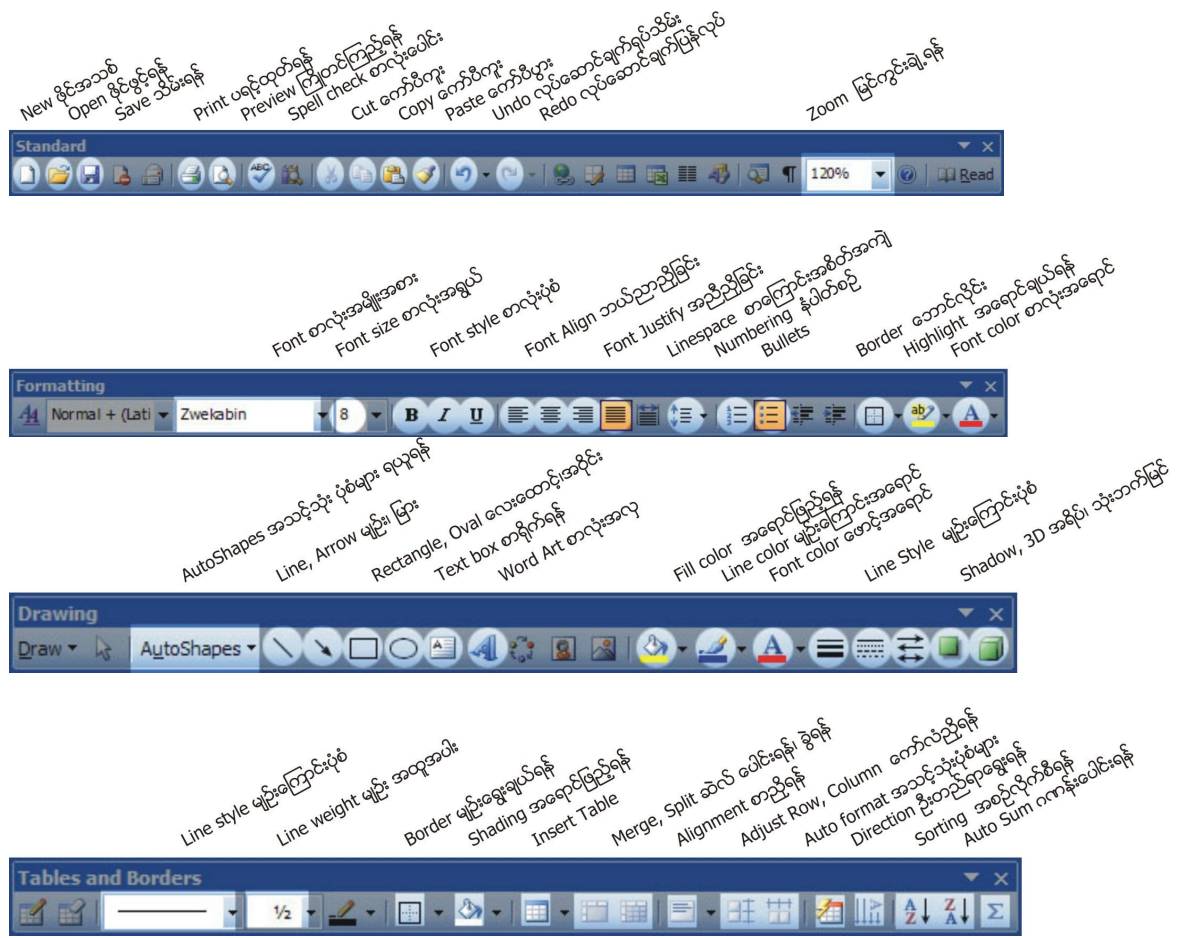 New ဖိုင်အသစ်
Open ဖိုင်ဖွင့်ရန်
Save သိမ်းရန်
Print ပရင့်ထုတ်ရန်
Preview ကြိုတင်ကြည့်ရန်
Spell check စာလုံးပေါင်း
Cut ကော်ပီကူး
Copy ကော်ပီကူး
Paste ကော်ပီပွား
Undo လုပ်ဆောင်ချက်ရုပ်သိမ်း
Redo လုပ်ဆောင်ချက်ပြန်လုပ်
Zoom မြင်ကွင်းချဲ့ရန်
Standard
ABC
120%
Read
Font စာလုံးအမျိုးအစား
Font size စာလုံးအရွယ်
Font style စာလုံးပုံစံ
Font Align ဘယ်ညာညှိခြင်း
Font Justify အညီညှိခြင်း
Linespace စာကြောင်းအစိတ်အကျဲ
Numbering နံပါတ်စဉ်
Bullets
Border ဘောင်လိုင်း
Highlight အရောင်ချယ်ရန်
Font color စာလုံးအရောင်
Formatting
Normal + (Lati
Zwekabin
8
B I U
ab
A
AutoShapes အသင့်သုံး ပုံစံများ ရယူရန်
Line, Arrow မျဉ်း၊ မြား
Rectangle, Oval လေးထောင့်၊အဝိုင်း
Text box စာရိုက်ရန်
Word Art စာလုံးအလှ
Fill color အရောင်ဖြည့်ရန်
Line color မျဉ်းကြောင်းအရောင်
Font color ဖောင့်အရောင်
Line Style မျဉ်းကြောင်းပုံစံ
Shadow, 3D အရိပ်၊ သုံးဘက်မြင်
Drawing
Draw
AutoShapes
A
Line style မျဉ်းကြောင်းပုံစံ
Line weight မျဉ်း အထူအပါး
Border မျဉ်းရွေးချယ်ရန်
Shading အရောင်ဖြည့်ရန်
Insert Table
Merge, Split ဆဲလ် ပေါင်းရန်၊ ခွဲရန်
Alignment စာညှိရန်
Adjust Row, Column ကော်လံညှိရန်
Auto format အသင့်သုံးပုံစံများ
Direction ဦးတည်ရာရွေးရန်
Sorting အစဉ်လိုက်စီရန်
Auto Sum ဂဏန်းပေါင်းရန်
Tables and Borders
½
A Z
Z A
Σ